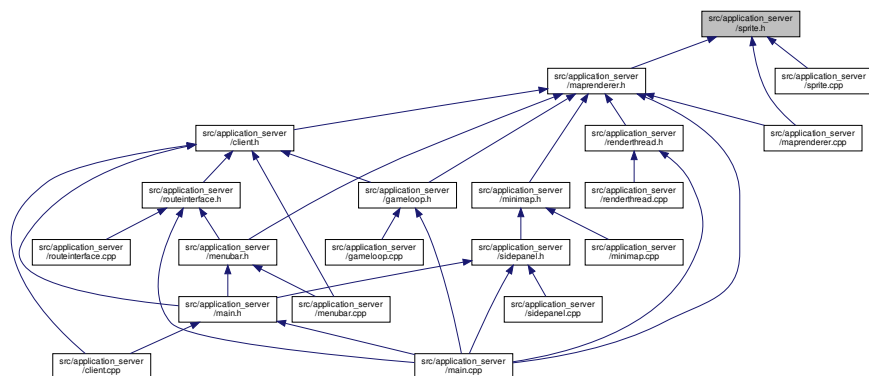 src/application_server
/sprite.h
src/application_server
/maprenderer.h
src/application_server
/sprite.cpp
src/application_server
/client.h
src/application_server
/renderthread.h
src/application_server
/maprenderer.cpp
src/application_server
/routeinterface.h
src/application_server
/gameloop.h
src/application_server
/minimap.h
src/application_server
/renderthread.cpp
src/application_server
/routeinterface.cpp
src/application_server
/menubar.h
src/application_server
/gameloop.cpp
src/application_server
/sidepanel.h
src/application_server
/minimap.cpp
src/application_server
/main.h
src/application_server
/menubar.cpp
src/application_server
/sidepanel.cpp
src/application_server
/client.cpp
src/application_server
/main.cpp